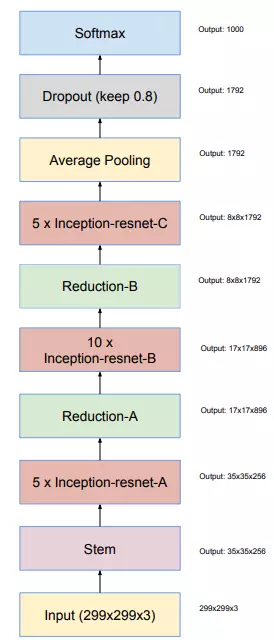 Softmax
Output: 1000
Dropout (keep 0.8)
Output: 1792
Average Pooling
Output: 1792
5 x Inception-resnet-C
Output: 8x8x1792
Reduction-B
Output: 8x8x1792
10 x
Inception-resnet-B
Output: 17x17x896
Reduction-A
Output: 17x17x896
5 x Inception-resnet-A
Output: 35x35x256
Stem
Output: 35x35x256
Input (299x299x3)
299x299x3